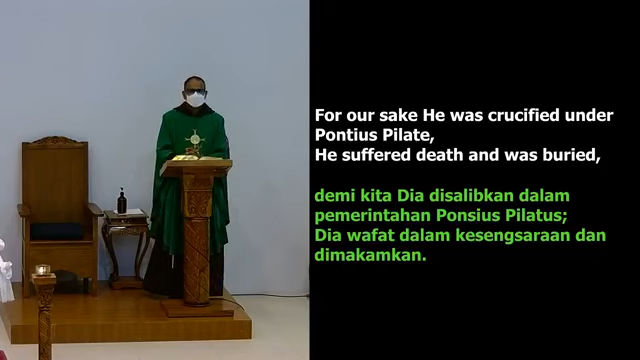 For our sake He was crucified under
Pontius Pilate,
He suffered death and was buried,
demi kita Dia disalibkan dalam
pemerintahan Ponsius Pilatus;
Dia wafat dalam kesengsaraan dan
dimakamkan.